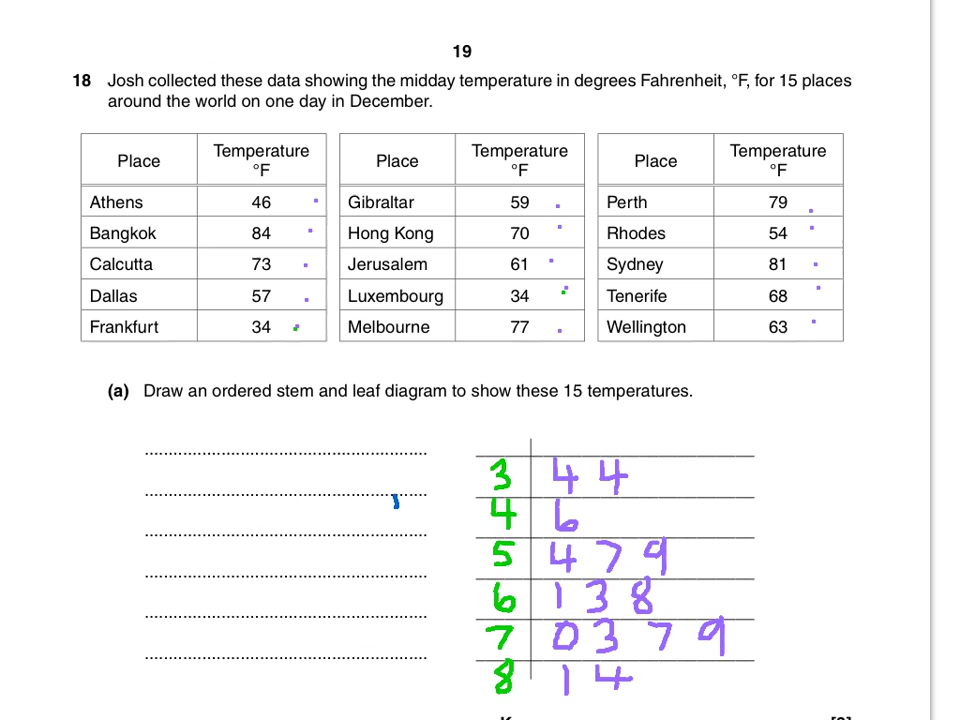 19
18 Josh collected these data showing the midday temperature in degrees Fahrenheit, °F, for 15 places
around the world on one day in December.
Place Temperature °F Place Temperature °F Place Temperature °F
Athens 46 Gibraltar 59 Perth 79
Bangkok 84 Hong Kong 70 Rhodes 54
Calcutta 73 Jerusalem 61 Sydney 81
Dallas 57 Luxembourg 34 Tenerife 68
Frankfurt 34 Melbourne 77 Wellington 63
(a) Draw an ordered stem and leaf diagram to show these 15 temperatures.
3 4 4
4 6
5 4 7 9
6 1 3 8
7 0 3 7 9
8 1 4